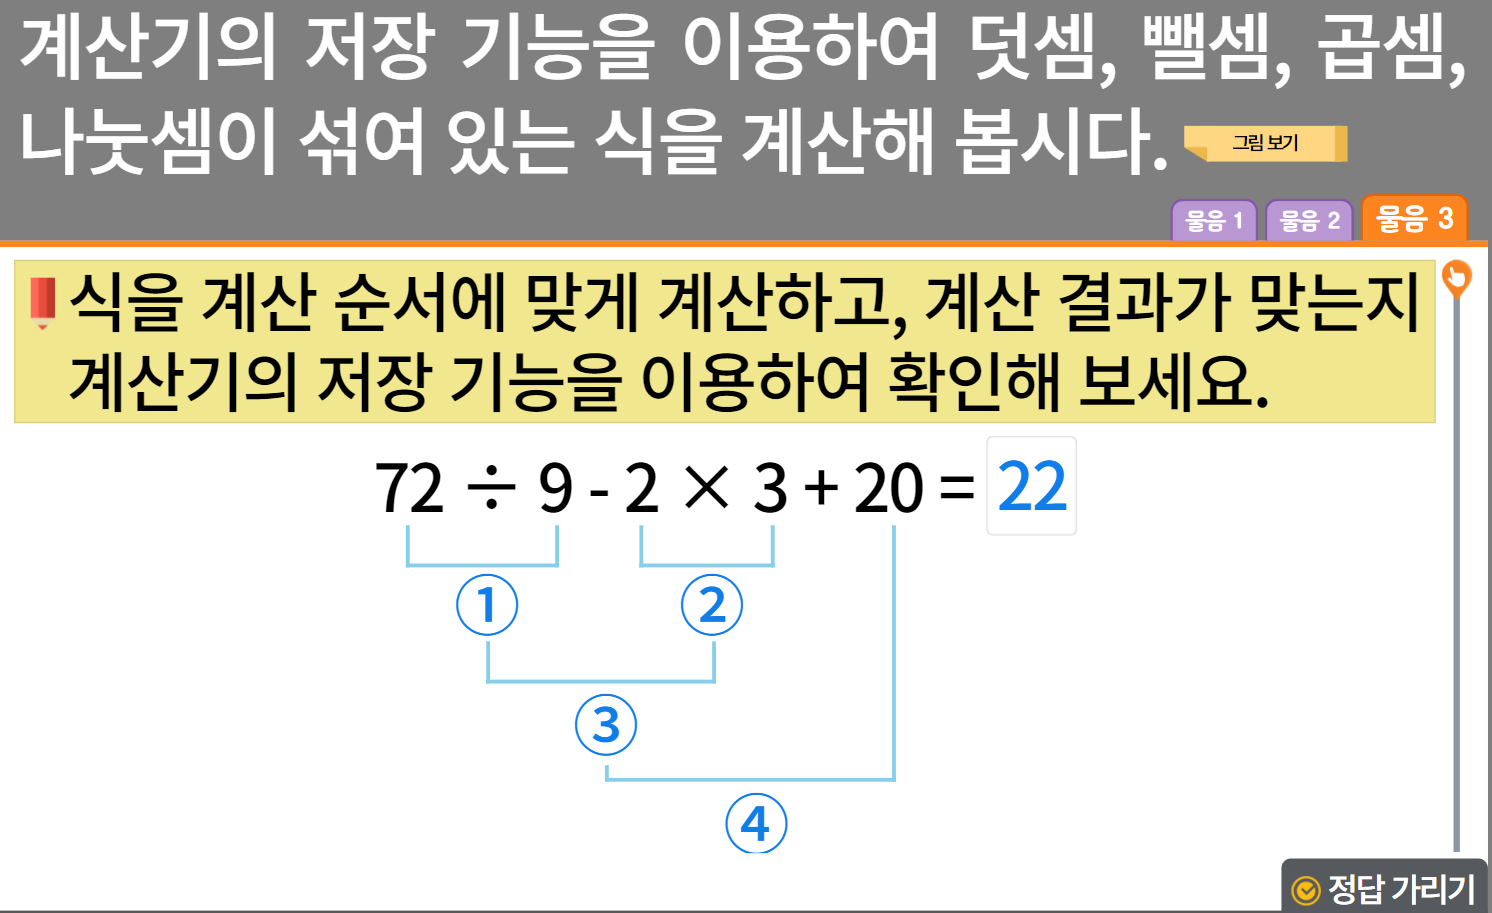 계산기의 저장 기능을 이용하여 덧셈, 뺄셈, 곱셈,
나눗셈이 섞여 있는 식을 계산해 봅시다.
그림 보기
물음 1
물음 2
물음 3
식을 계산 순서에 맞게 계산하고, 계산 결과가 맞는지
계산기의 저장 기능을 이용하여 확인해 보세요.
72 ÷ 9 - 2 × 3 + 20 = 22
①
②
③
④
정답 가리기